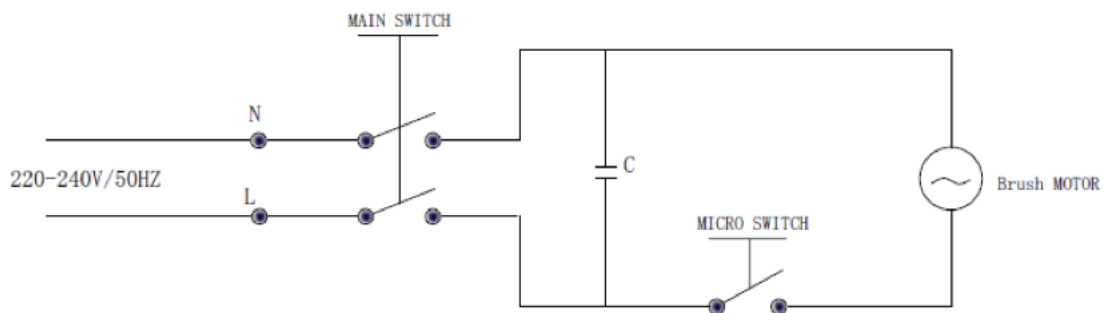 MAIN SWITCH
N
220-240V/50HZ
L
C
Brush MOTOR
MICRO SWITCH